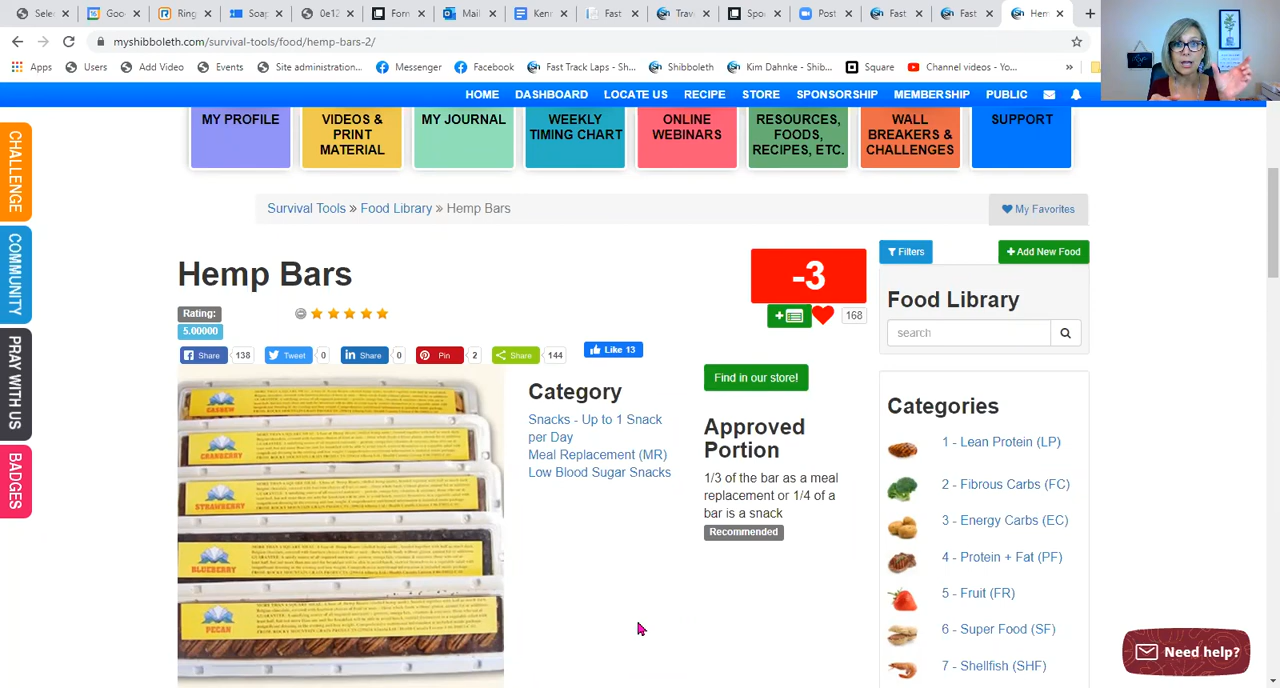 Sele
Goo
Ring
Soap
0e12
Forn
Mail
Kenr
Fast
Trav
Spo
Post
Fast
Fast
Hem
myshibboleth.com/survival-tools/food/hemp-bars-2/
Apps
Users
Add Video
Events
Site administration...
Messenger
Facebook
Fast Track Laps - Sh...
Shibboleth
Kim Dahnke - Shib...
Square
Channel videos - Yo...
»
HOME
DASHBOARD
LOCATE US
RECIPE
STORE
SPONSORSHIP
MEMBERSHIP
PUBLIC
MY PROFILE
VIDEOS &
PRINT
MATERIAL
MY JOURNAL
WEEKLY
TIMING CHART
ONLINE
WEBINARS
RESOURCES,
FOODS,
RECIPES, ETC.
WALL
BREAKERS &
CHALLENGES
SUPPORT
CHALLENGE
COMMUNITY
PRAY WITH US
BADGES
Survival Tools » Food Library » Hemp Bars
My Favorites
Hemp Bars
-3
Rating:
5.00000
168
Share 138
Tweet 0
Share 0
Pin 2
Share 144
Like 13
CASHEW
CRANBERRY
STRAWBERRY
BLUEBERRY
PECAN
Category
Snacks - Up to 1 Snack
per Day
Meal Replacement (MR)
Low Blood Sugar Snacks
Find in our store!
Approved
Portion
1/3 of the bar as a meal
replacement or 1/4 of a
bar is a snack
Recommended
Filters
+ Add New Food
Food Library
search
Categories
1 - Lean Protein (LP)
2 - Fibrous Carbs (FC)
3 - Energy Carbs (EC)
4 - Protein + Fat (PF)
5 - Fruit (FR)
6 - Super Food (SF)
7 - Shellfish (SHF)
Need help?